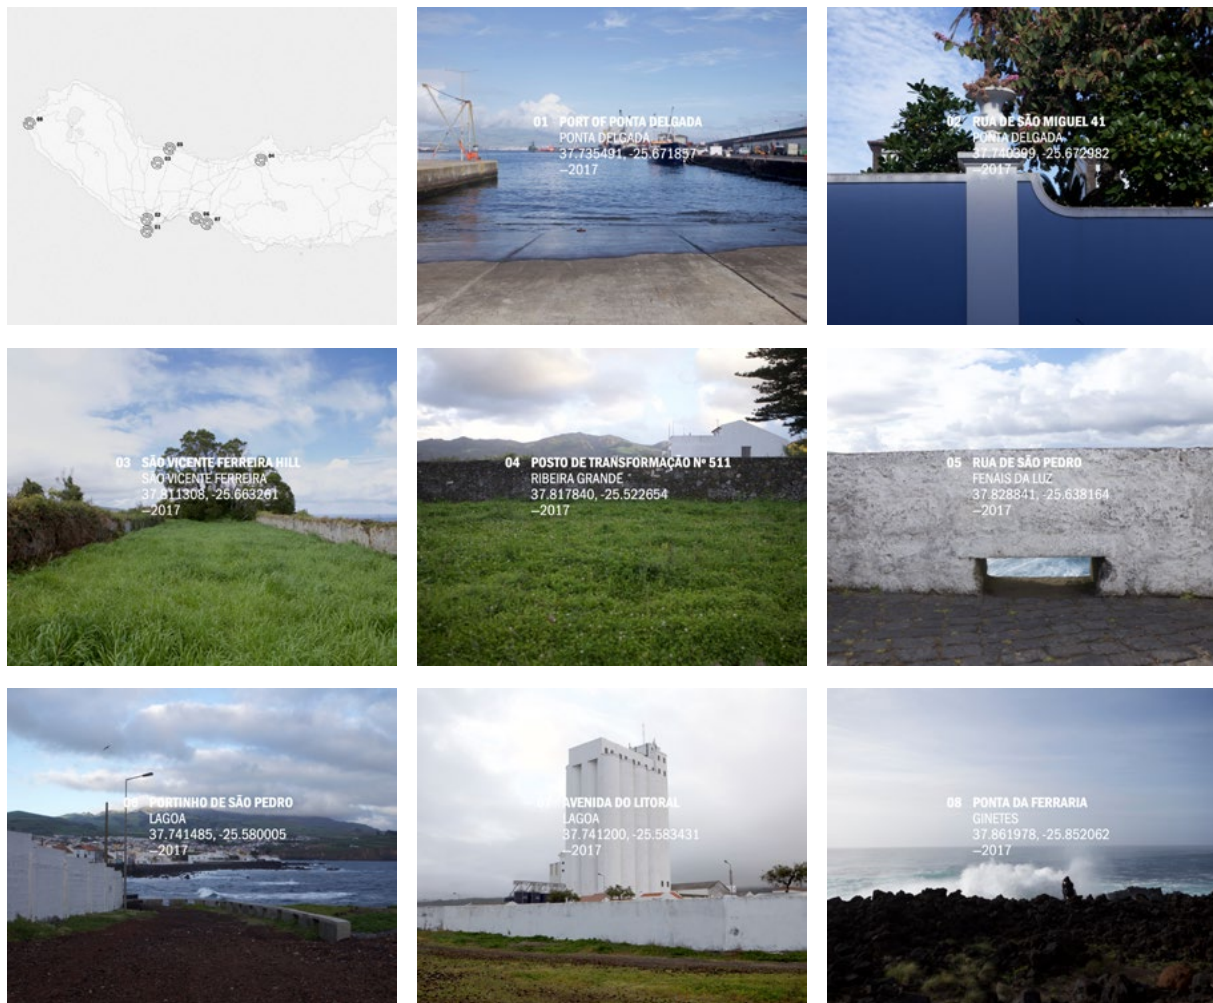 01 PORT OF PONTA DELGADA
PONTA DELGADA
37.735491, -25.671857
—2017
02 RUA DE SÃO MIGUEL 41
PONTA DELGADA
37.740399, -25.672982
—2017
03 SÃO VICENTE FERREIRA HILL
SÃO VICENTE FERREIRA
37.811308, -25.663261
—2017
04 POSTO DE TRANSFORMAÇÃO Nº 511
RIBEIRA GRANDE
37.817840, -25.522654
—2017
05 RUA DE SÃO PEDRO
FENAIS DA LUZ
37.828841, -25.638164
—2017
06 PORTINHO DE SÃO PEDRO
LAGOA
37.741485, -25.580005
—2017
07 AVENIDA DO LITORAL
LAGOA
37.741200, -25.583431
—2017
08 PONTA DA FERRARIA
GINETES
37.861978, -25.852062
—2017